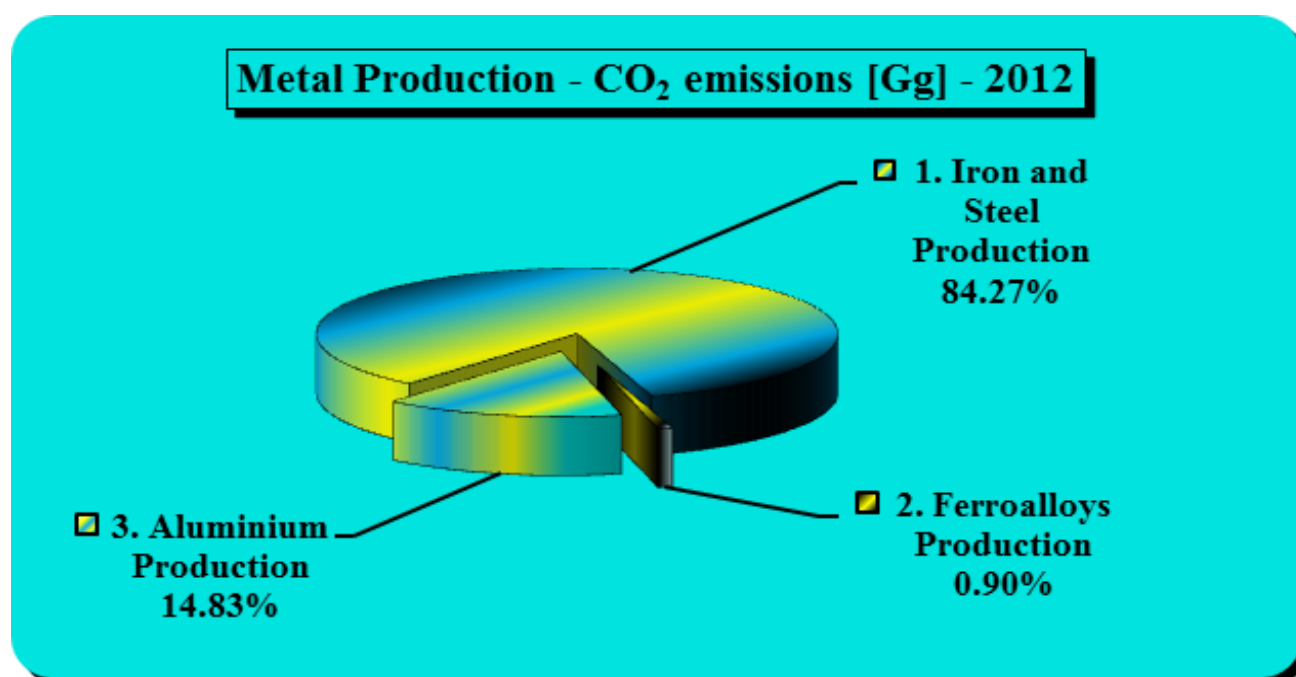 Metal Production - CO₂ emissions [Gg] - 2012
1. Iron and
Steel
Production
84.27%
2. Ferroalloys
Production
0.90%
3. Aluminium
Production
14.83%